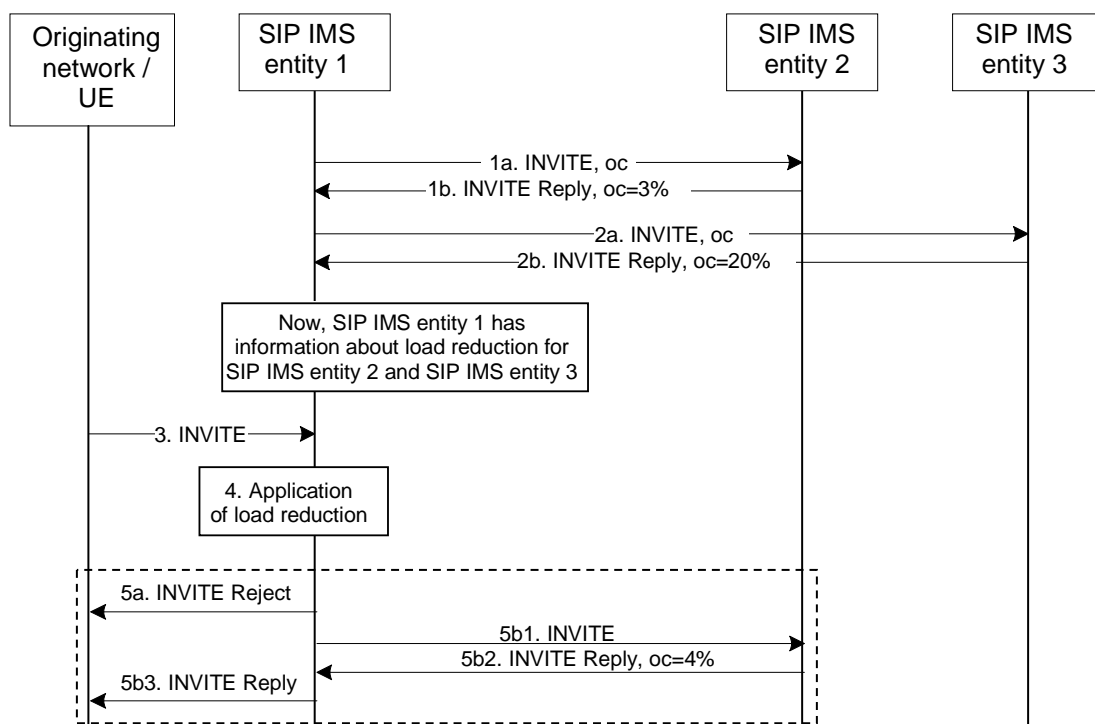 Originating
network /
UE
SIP IMS
entity 1
SIP IMS
entity 2
SIP IMS
entity 3
1a. INVITE, oc
1b. INVITE Reply, oc=3%
2a. INVITE, oc
2b. INVITE Reply, oc=20%
Now, SIP IMS entity 1 has
information about load reduction for
SIP IMS entity 2 and SIP IMS entity 3
3. INVITE
4. Application
of load reduction
5a. INVITE Reject
5b1. INVITE
5b2. INVITE Reply, oc=4%
5b3. INVITE Reply